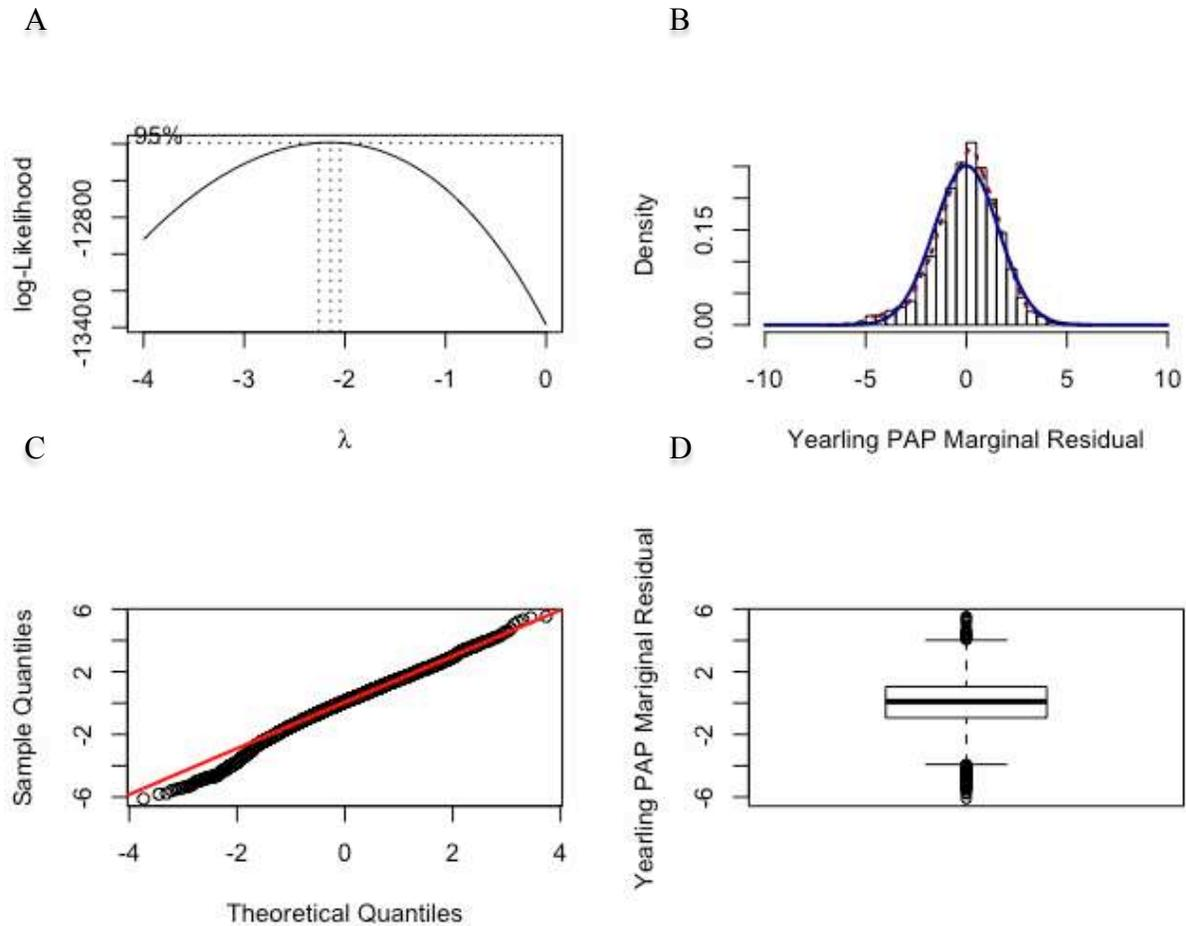 A
B
95%
log-Likelihood
-12800
-13400
-4 -3 -2 -1 0
λ
Density
0.15
0.00
-10 -5 0 5 10
Yearling PAP Marginal Residual
C
D
Sample Quantiles
6
2
-2
-6
-4 -2 0 2 4
Theoretical Quantiles
Yearling PAP Mariginal Residual
6
2
-2
-6